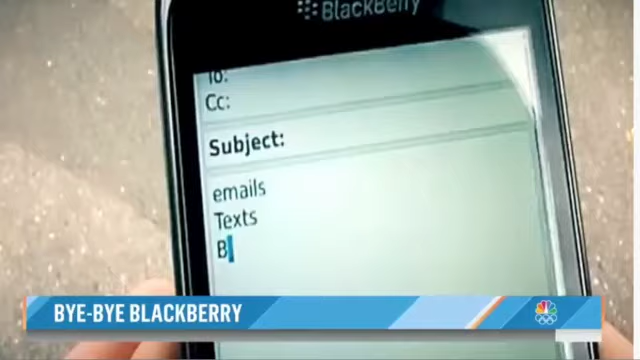 BlackBerry
To:
Cc:
Subject:
emails
Texts
B
BYE-BYE BLACKBERRY